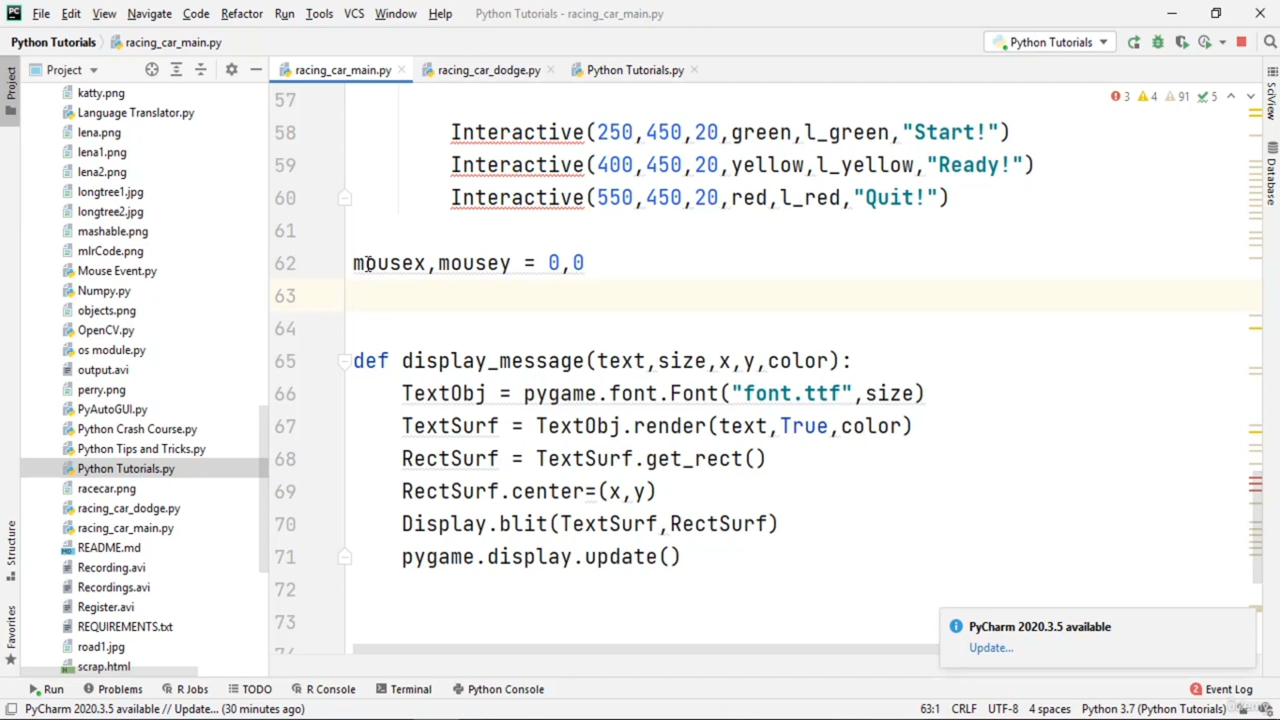 File Edit View Navigate Code Refactor Run Tools VCS Window Help Python Tutorials - racing_car_main.py
Python Tutorials racing_car_main.py Python Tutorials
Project racing_car_main.py racing_car_dodge.py Python Tutorials.py
3 4 91 5
katty.png
Language Translator.py
lena.png
lena1.png
lena2.png
longtree1.jpg
longtree2.jpg
mashable.png
mlrCode.png
Mouse Event.py
Numpy.py
objects.png
OpenCV.py
os module.py
output.avi
perry.png
PyAutoGUI.py
Python Crash Course.py
Python Tips and Tricks.py
Python Tutorials.py
racecar.png
racing_car_dodge.py
racing_car_main.py
README.md
Recording.avi
Recordings.avi
Register.avi
REQUIREMENTS.txt
road1.jpg
scrap.html
57
58 Interactive(250,450,20,green,l_green,"Start!")
59 Interactive(400,450,20,yellow,l_yellow,"Ready!")
60 Interactive(550,450,20,red,l_red,"Quit!")
61
62 mousex,mousey = 0,0
63
64
65 def display_message(text,size,x,y,color):
66 TextObj = pygame.font.Font("font.ttf",size)
67 TextSurf = TextObj.render(text,True,color)
68 RectSurf = TextSurf.get_rect()
69 RectSurf.center=(x,y)
70 Display.blit(TextSurf,RectSurf)
71 pygame.display.update()
72
73
Project
Structure
Favorites
SciView
Database
PyCharm 2020.3.5 available
Update...
Run Problems R Jobs TODO R Console Terminal Python Console Event Log
PyCharm 2020.3.5 available // Update... (30 minutes ago) 63:1 CRLF UTF-8 4 spaces Python 3.7 (Python Tutorials)